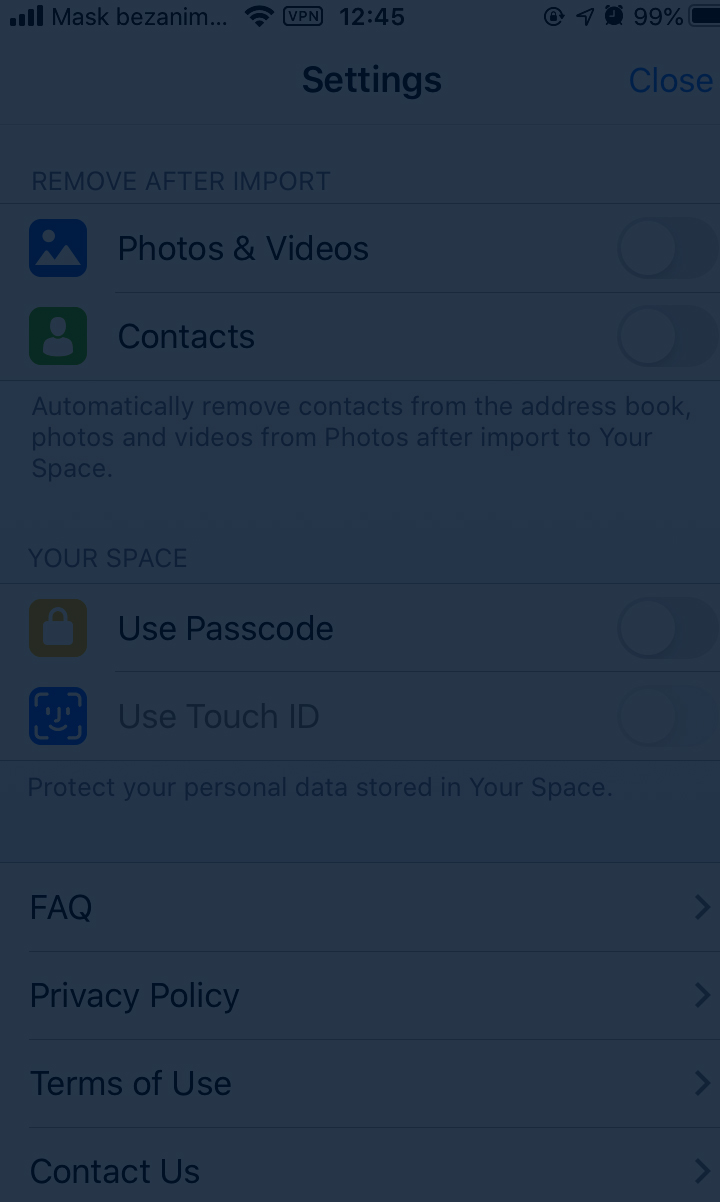 Mask bezanim... VPN 12:45 99%
Settings
Close
REMOVE AFTER IMPORT
Photos & Videos
Contacts
Automatically remove contacts from the address book,
photos and videos from Photos after import to Your
Space.
YOUR SPACE
Use Passcode
Use Touch ID
Protect your personal data stored in Your Space.
FAQ
Privacy Policy
Terms of Use
Contact Us